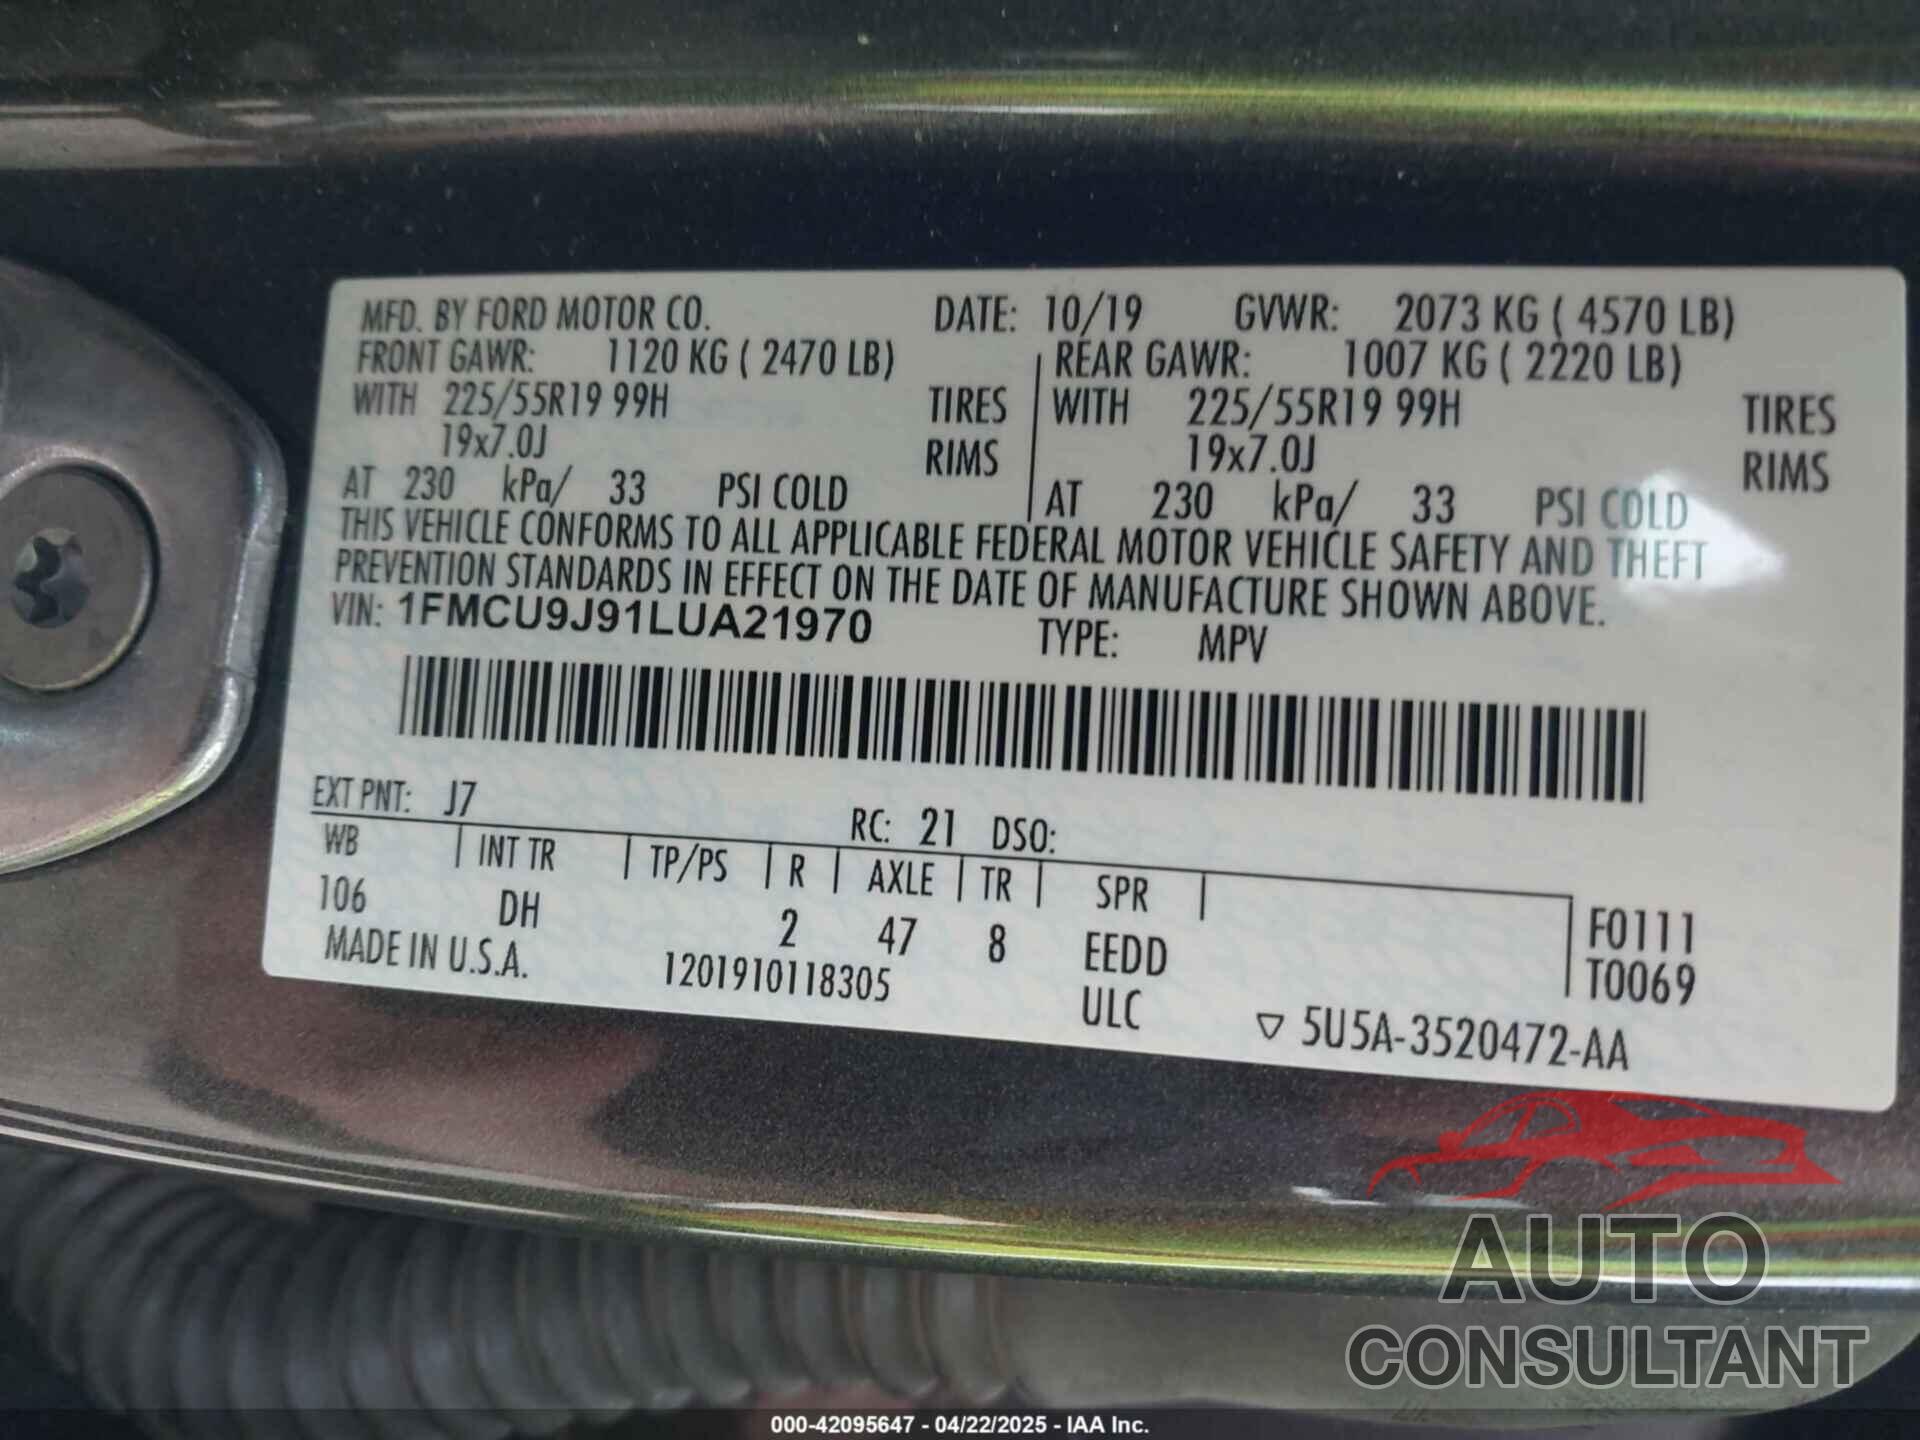 MFD. BY FORD MOTOR CO. DATE: 10/19 GVWR: 2073 KG ( 4570 LB)
FRONT GAWR: 1120 KG ( 2470 LB) REAR GAWR: 1007 KG ( 2220 LB)
WITH 225/55R19 99H TIRES WITH 225/55R19 99H TIRES
19x7.0J RIMS 19x7.0J RIMS
AT 230 kPa/ 33 PSI COLD AT 230 kPa/ 33 PSI COLD
THIS VEHICLE CONFORMS TO ALL APPLICABLE FEDERAL MOTOR VEHICLE SAFETY AND THEFT
PREVENTION STANDARDS IN EFFECT ON THE DATE OF MANUFACTURE SHOWN ABOVE.
VIN: 1FMCU9J91LUA21970 TYPE: MPV
EXT PNT: J7 RC: 21 DSO:
WB INT TR TP/PS R AXLE TR SPR
106 DH 2 47 8 EEDD F0111
MADE IN U.S.A. 1201910118305 ULC T0069
5U5A-3520472-AA
AUTO
CONSULTANT
000-42095647 - 04/22/2025 - IAA Inc.